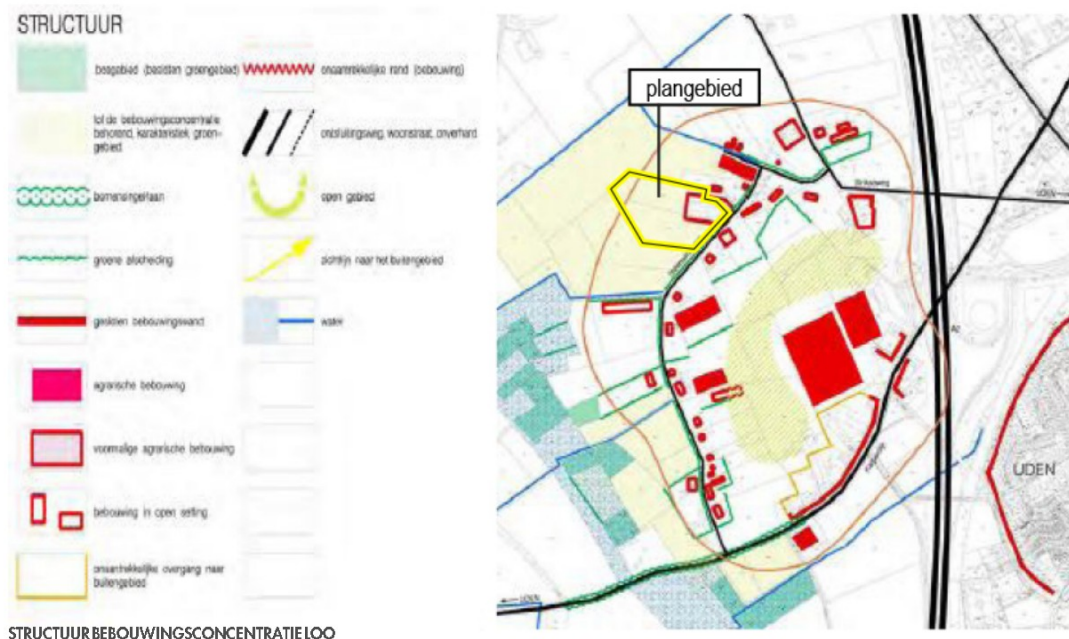 STRUCTUUR
bosgebied (besloten groengebied)
tot de bebouwingsconcentratie
behorend, karakteristiek groen-
gebied
bomensingel/laan
groene afscheiding
gesloten bebouwingswand
agrarische bebouwing
voormalige agrarische bebouwing
bebouwing in open setting
onaantrekkelijke overgang naar
buitengebied
onaantrekkelijke rand (bebouwing)
ontsluitingsweg, woonstraat, onverhard
open gebied
zichtlijn naar het buitengebied
water
plangebied
UDEN
UDEN
UDEN
STRUCTUUR BEBOUWINGSCONCENTRATIE LOO